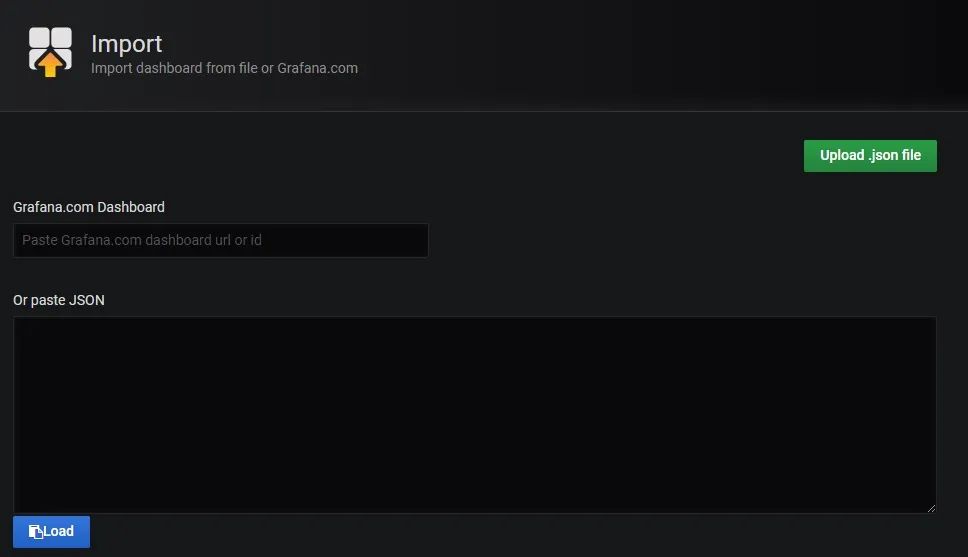 Import
Import dashboard from file or Grafana.com
Upload .json file
Grafana.com Dashboard
Paste Grafana.com dashboard url or id
Or paste JSON
Load